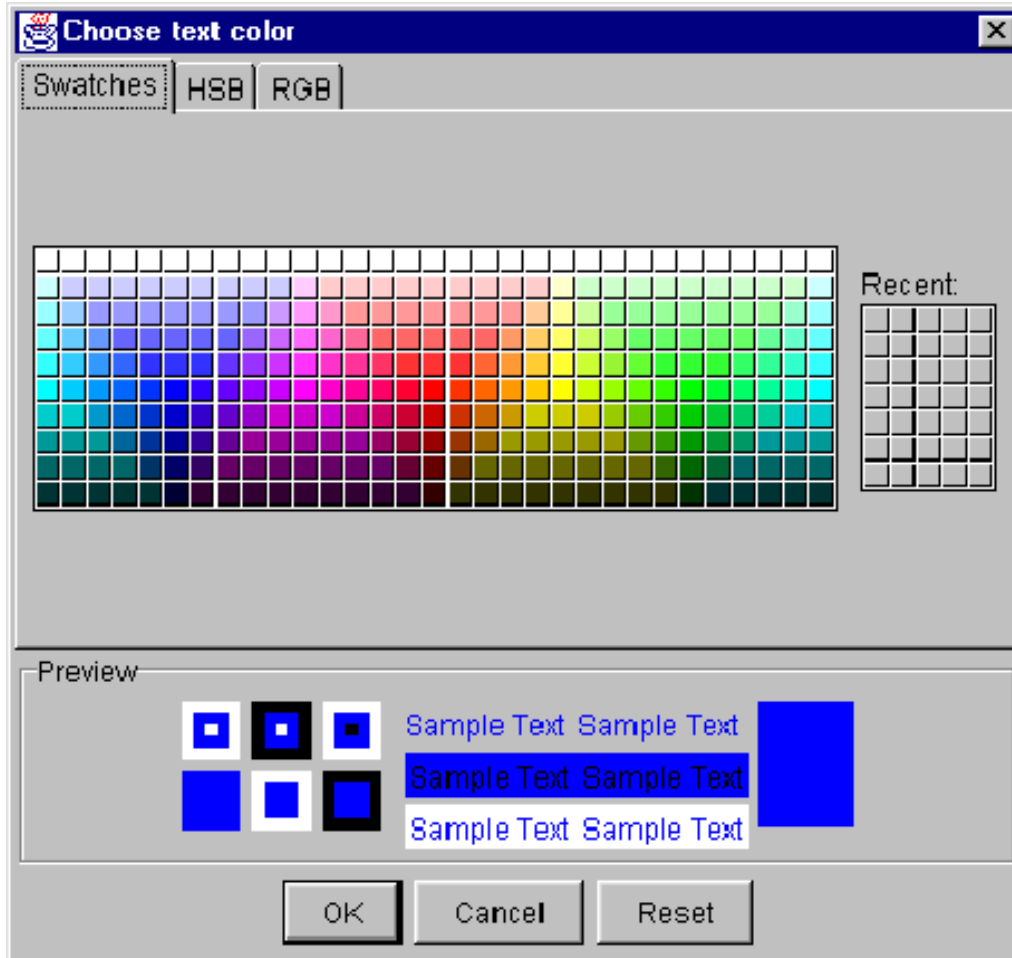 Choose text color
Swatches HSB RGB
Recent:
Preview
Sample Text Sample Text
Sample Text Sample Text
Sample Text Sample Text
OK Cancel Reset